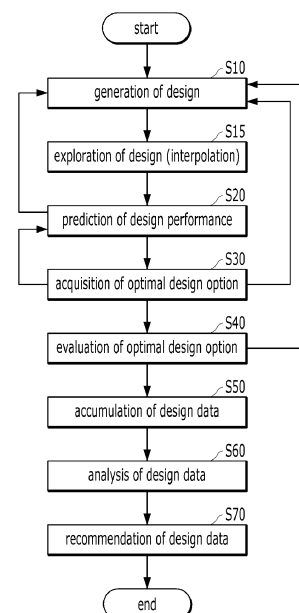 start
S10
generation of design
S15
exploration of design (interpolation)
S20
prediction of design performance
S30
acquisition of optimal design option
S40
evaluation of optimal design option
S50
accumulation of design data
S60
analysis of design data
S70
recommendation of design data
end